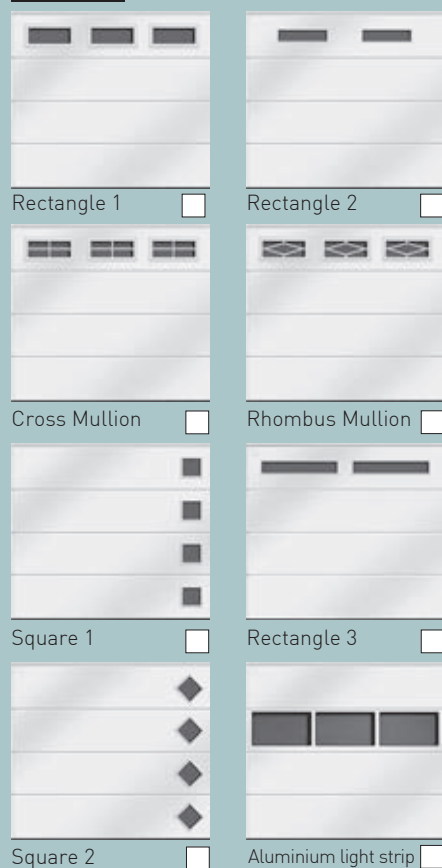 Rectangle 1
Rectangle 2
Cross Mullion
Rhombus Mullion
Square 1
Rectangle 3
Square 2
Aluminium light strip